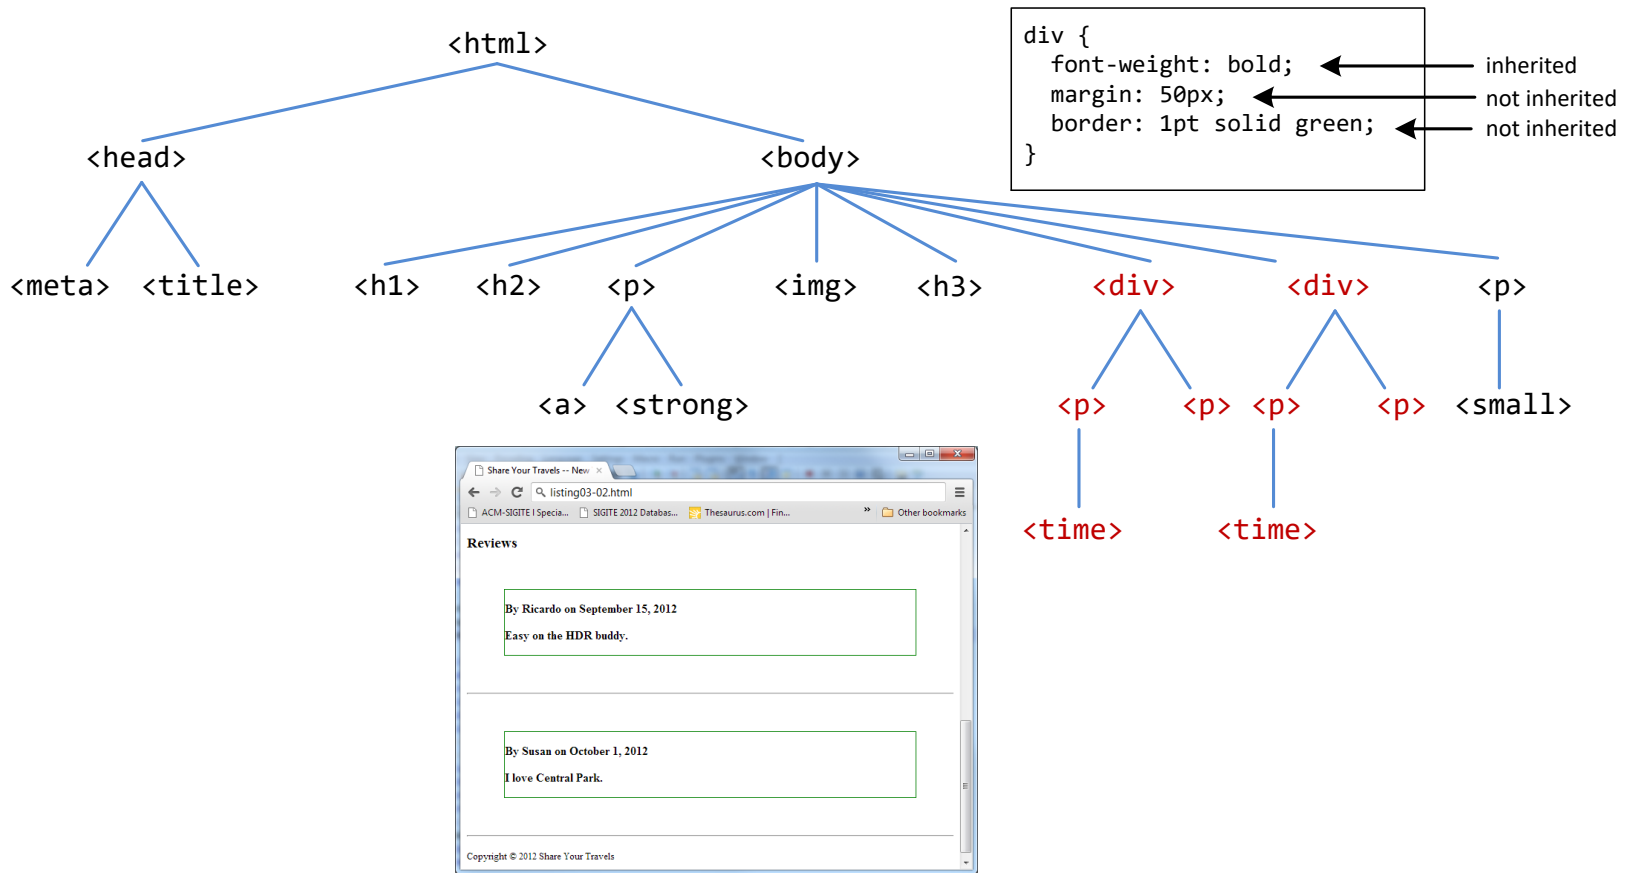 <html>
div {
font-weight: bold;
inherited
margin: 50px;
not inherited
border: 1pt solid green;
not inherited
}
<head>
<body>
<meta> <title> <h1> <h2> <p> <img> <h3> <div> <div> <p>
<a> <strong> <p> <p> <p> <p> <small>
<time> <time>
Share Your Travels -- New
listing03-02.html
ACM-SIGITE | Specia... SIGITE 2012 Databas... Thesaurus.com | Fin... » Other bookmarks
Reviews
By Ricardo on September 15, 2012
Easy on the HDR buddy.
By Susan on October 1, 2012
I love Central Park.
Copyright © 2012 Share Your Travels